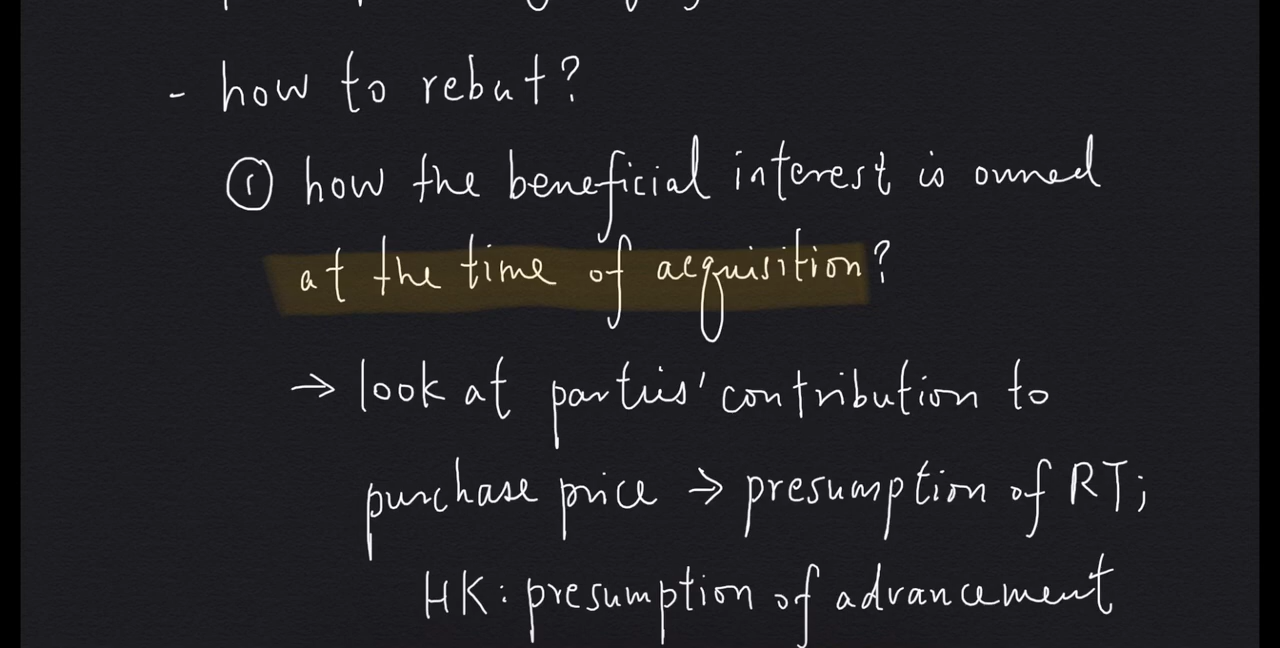 - how to rebut?
① how the beneficial interest is owned
at the time of acquisition?
→ look at parties' contribution to
purchase price → presumption of RT;
HK: presumption of advancement